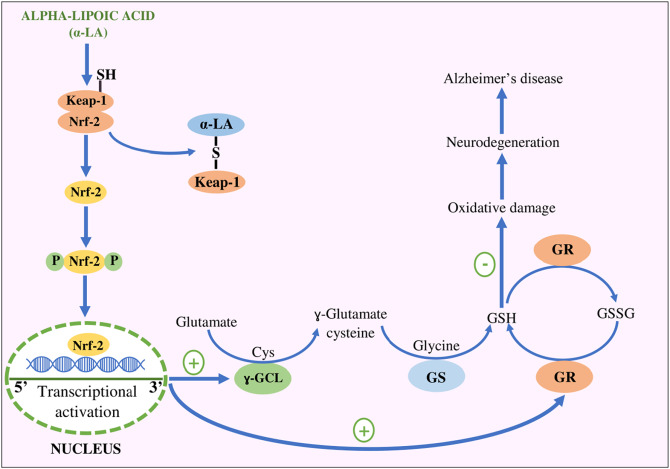 ALPHA-LIPOIC ACID
(α-LA)
SH
Keap-1
Nrf-2
α-LA
S
Keap-1
Nrf-2
P Nrf-2 P
Nrf-2
5’ 3’
Transcriptional
activation
NUCLEUS
+
Glutamate
Cys
γ-GCL
γ-Glutamate
cysteine
Glycine
GS
GSH
-
Oxidative damage
Neurodegeneration
Alzheimer’s disease
GR
GSSG
GR
+